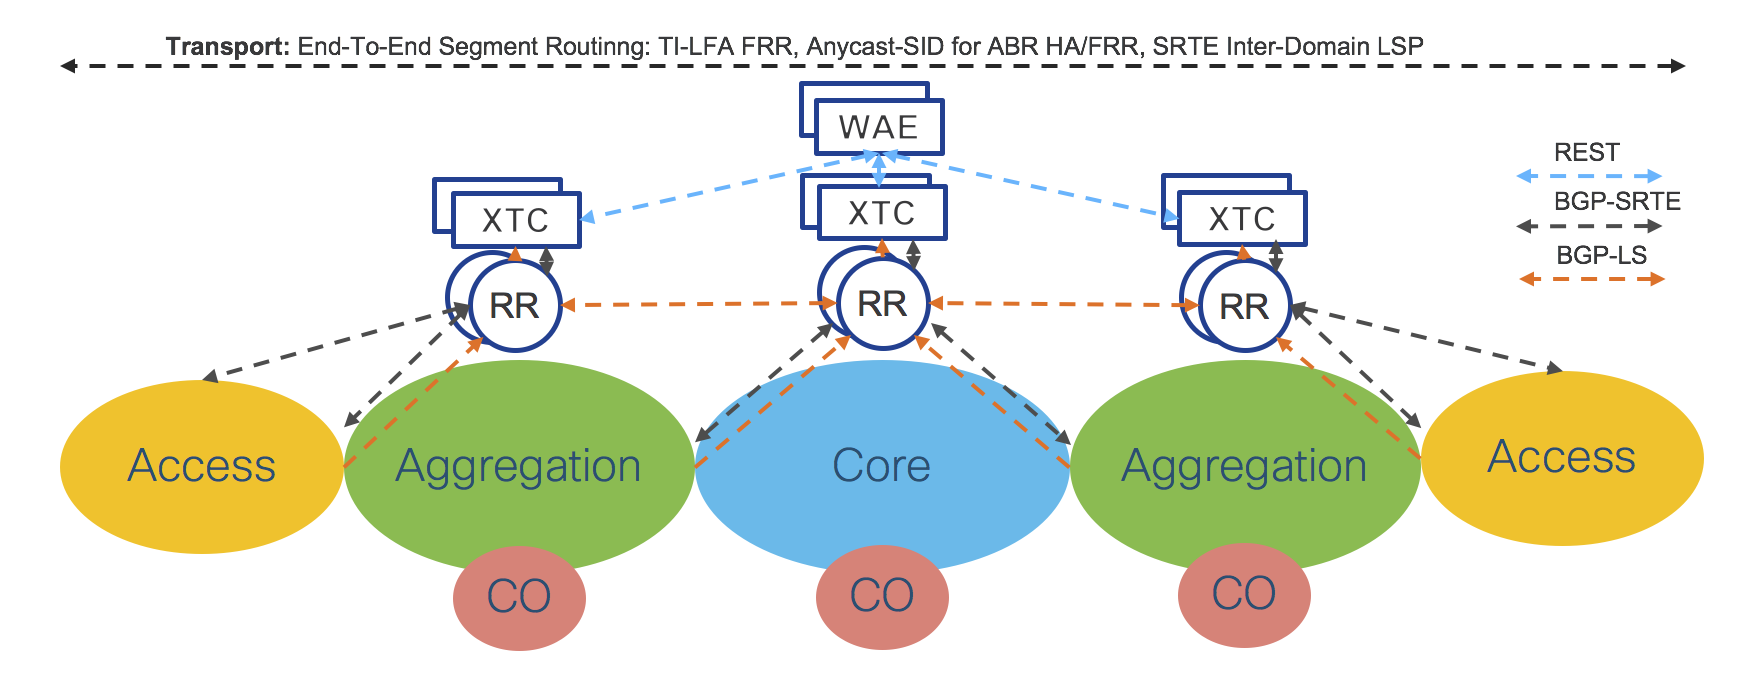 Transport: End-To-End Segment Routinng: TI-LFA FRR, Anycast-SID for ABR HA/FRR, SRTE Inter-Domain LSP
WAE
REST
XTC
XTC
XTC
BGP-SRTE
BGP-LS
RR
RR
RR
Access
Aggregation
Core
Aggregation
Access
CO
CO
CO